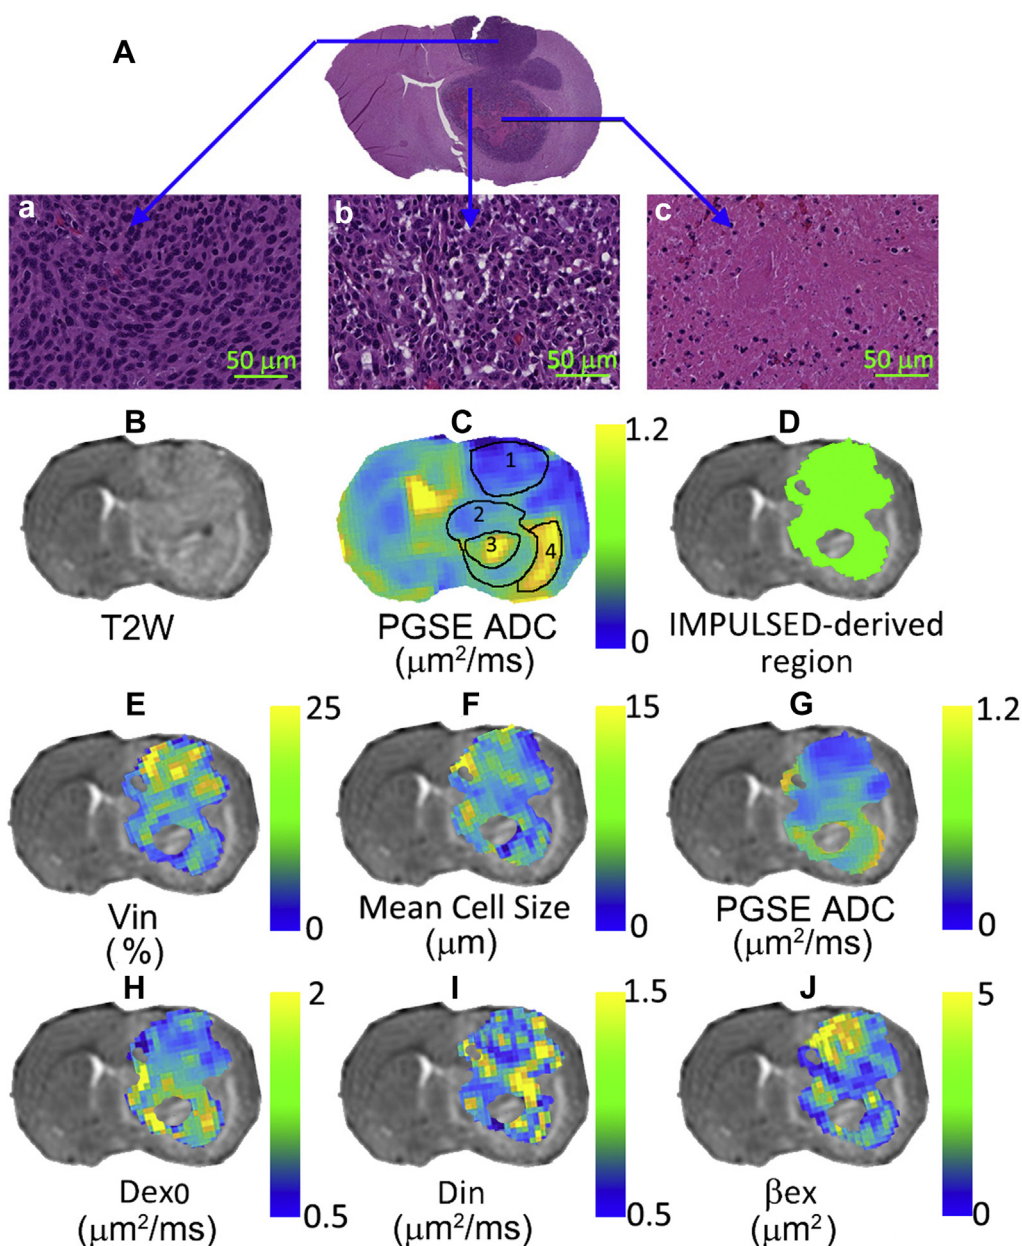 A
a
b
c
50 μm
50 μm
50 μm
B
C
D
1.2
1
2
3
4
0
T2W
PGSE ADC
(μm²/ms)
IMPULSED-derived
region
E
F
G
25
15
1.2
0
0
0
Vin
(%)
Mean Cell Size
(μm)
PGSE ADC
(μm²/ms)
H
I
J
2
1.5
5
0.5
0.5
0
Dex0
(μm²/ms)
Din
(μm²/ms)
βex
(μm²)